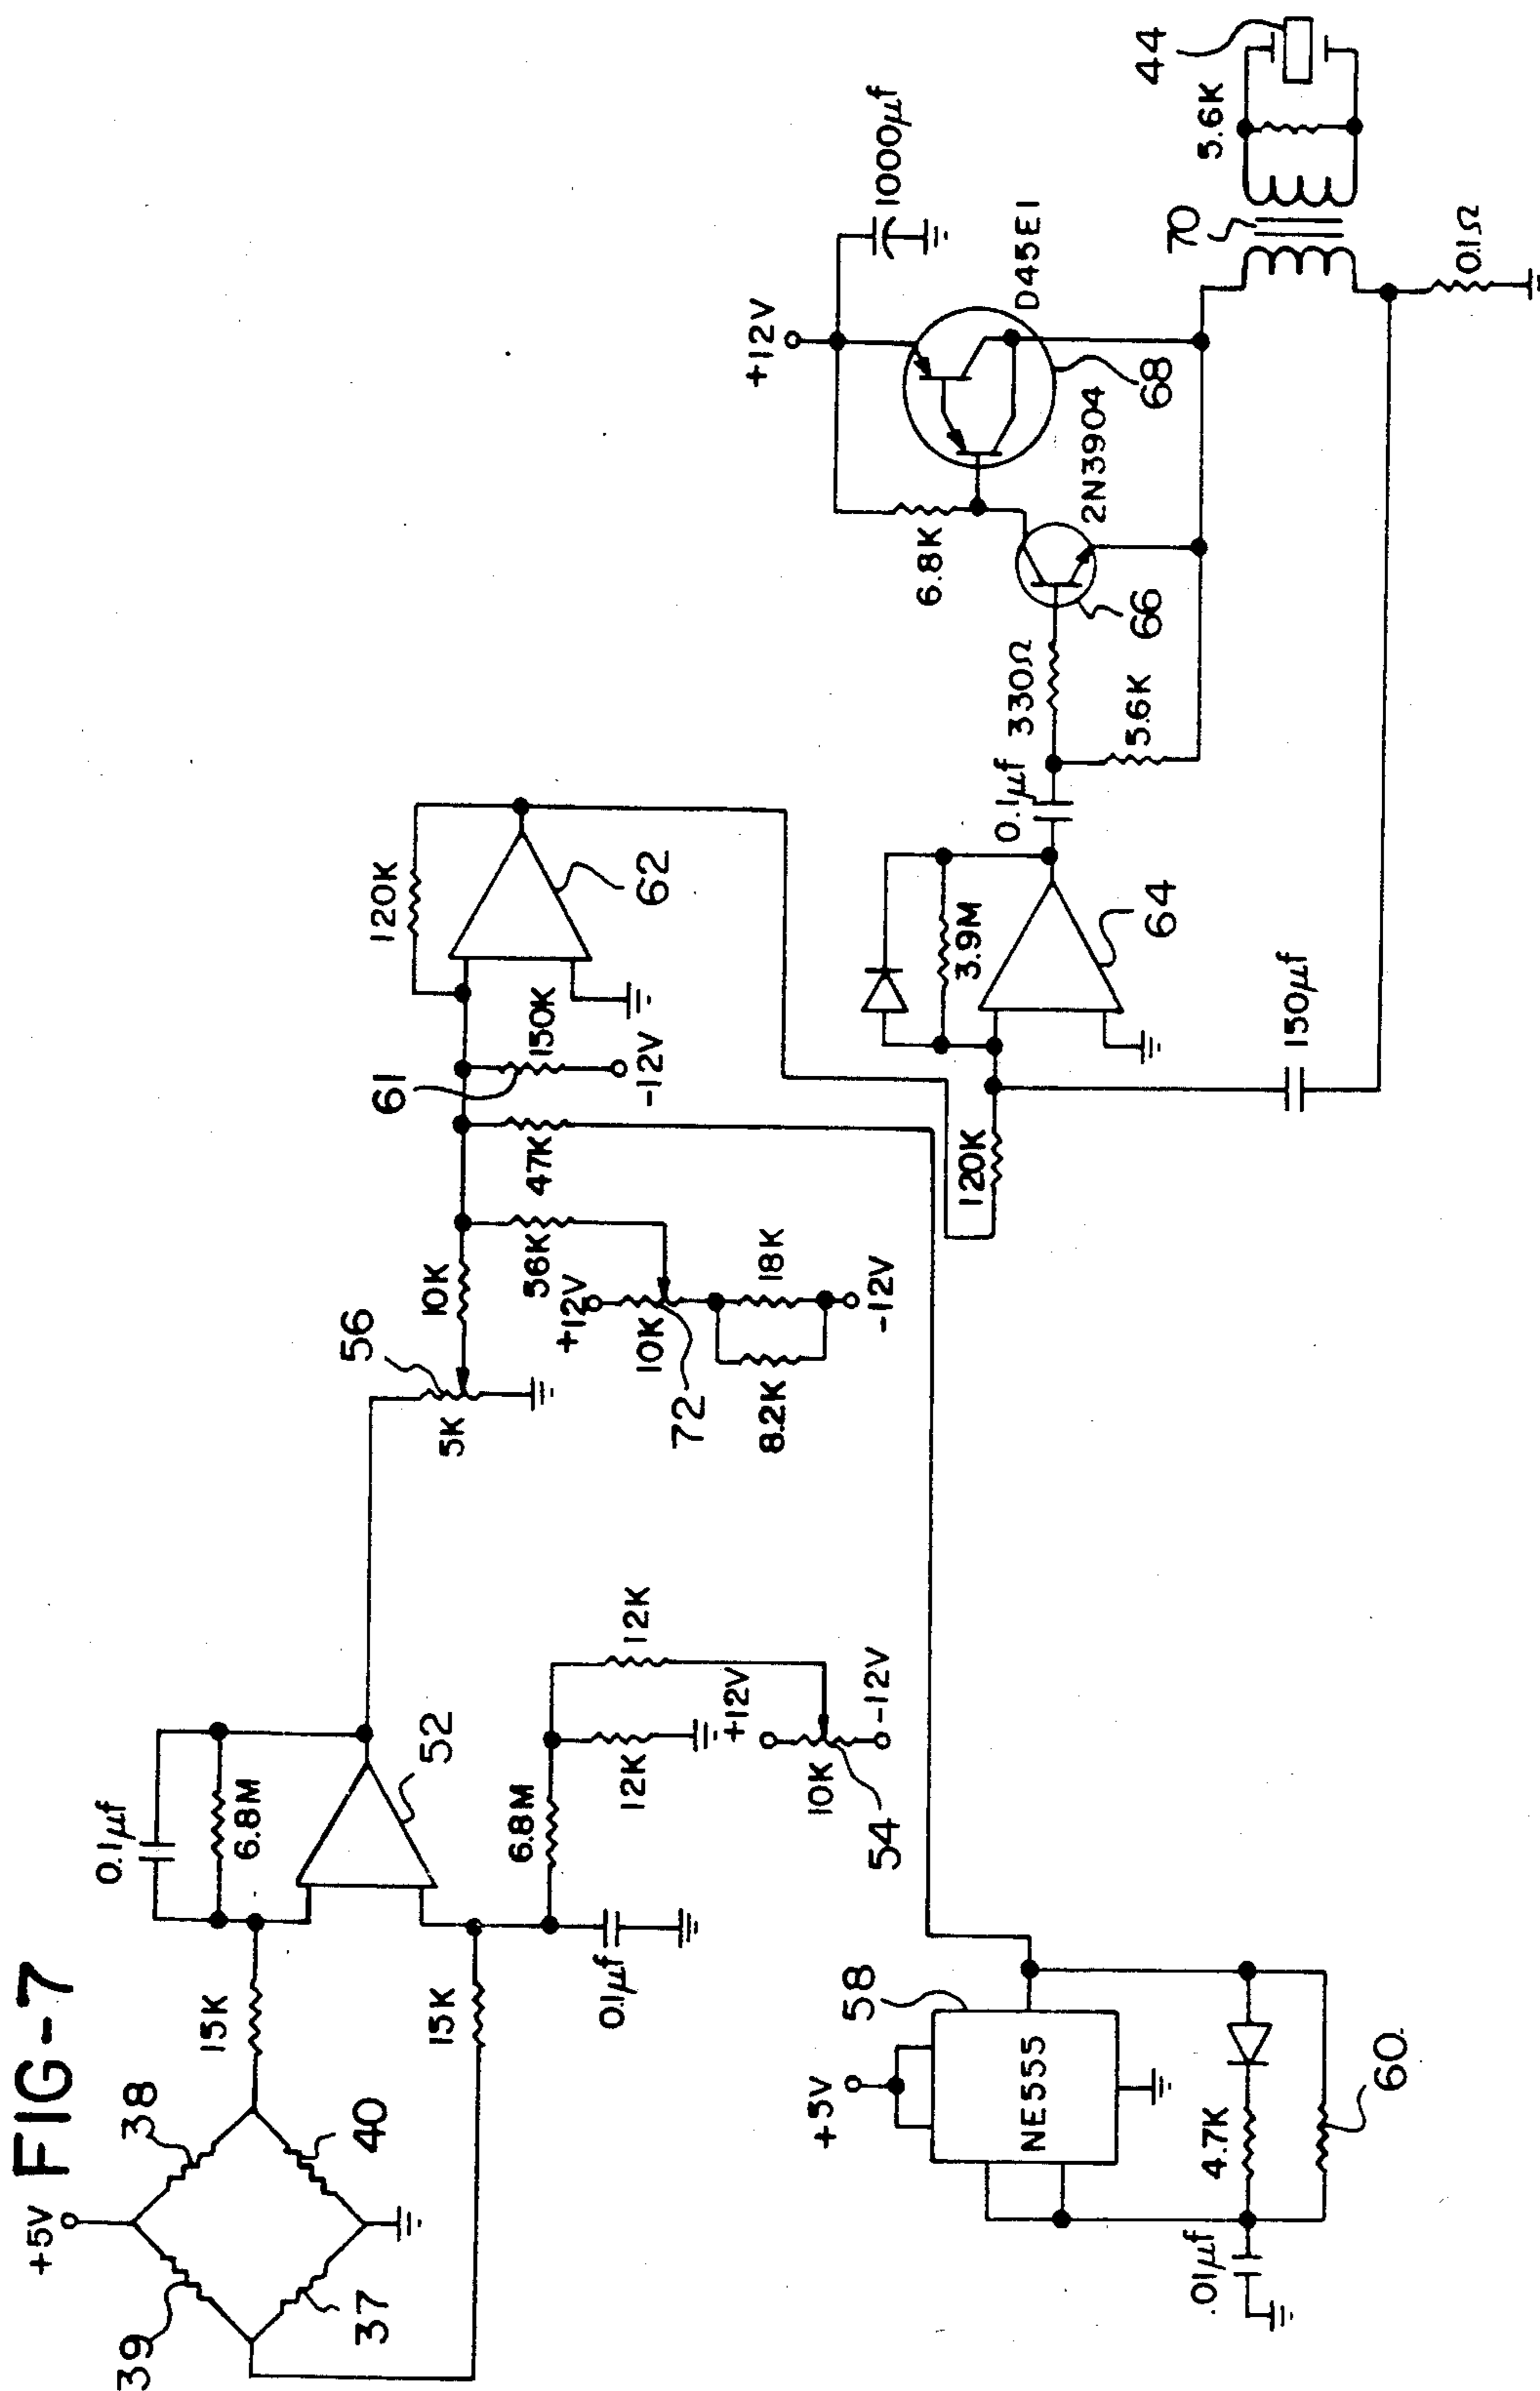 FIG-7
+5V
39
38
37
40
15K
15K
0.1µf
6.8M
52
0.1µf
6.8M
12K
12K
+12V
10K
-12V
54
56
5K
10K
56K
+12V
10K
72
18K
8.2K
-12V
47K
61
150K
-12V
120K
62
+5V
58
NE555
4.7K
60
.01µf
120K
3.9M
64
150µf
0.1µf
330Ω
5.6K
66
2N3904
6.8K
+12V
1000µf
D45E1
68
70
5.6K
44
0.1Ω